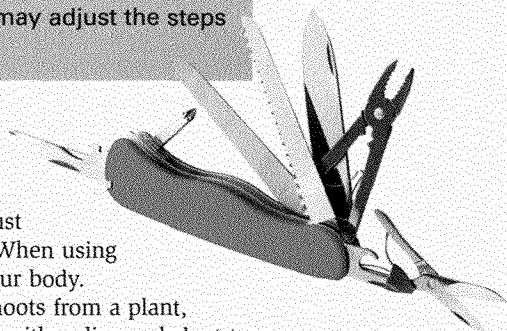 may adjust the steps
ust
When using
ur body.
hoots from a plant,